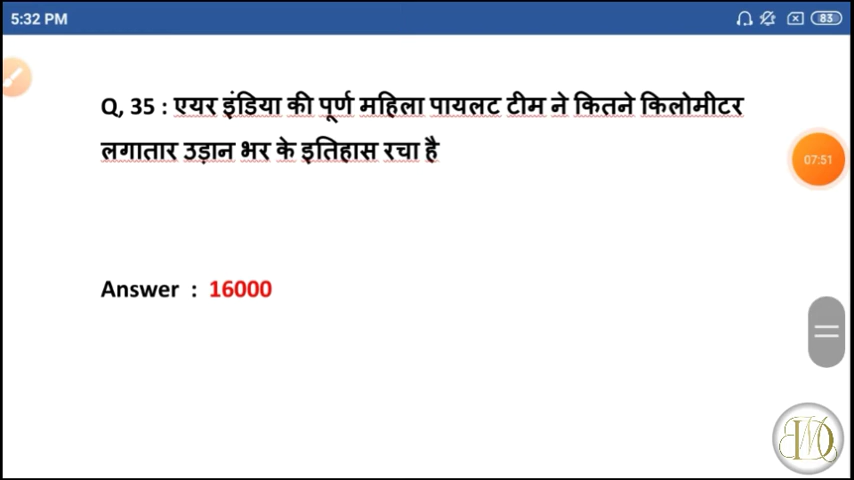 5:32 PM
83
Q, 35 : एयर इंडिया की पूर्ण महिला पायलट टीम ने कितने किलोमीटर
लगातार उड़ान भर के इतिहास रचा है
07:51
Answer : 16000